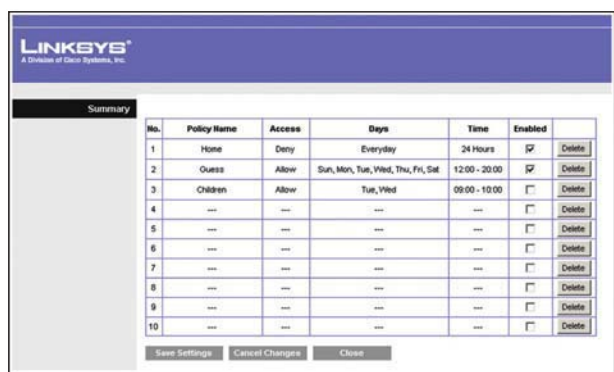 LINKSYS®
A Division of Cisco Systems, Inc.
Summary
No. Policy Name Access Days Time Enabled
1 Home Deny Everyday 24 Hours Delete
2 Guess Allow Sun, Mon, Tue, Wed, Thu, Fri, Sat 12:00 - 20:00 Delete
3 Children Allow Tue, Wed 09:00 - 10:00 Delete
4 --- --- --- --- Delete
5 --- --- --- --- Delete
6 --- --- --- --- Delete
7 --- --- --- --- Delete
8 --- --- --- --- Delete
9 --- --- --- --- Delete
10 --- --- --- --- Delete
Save Settings Cancel Changes Close